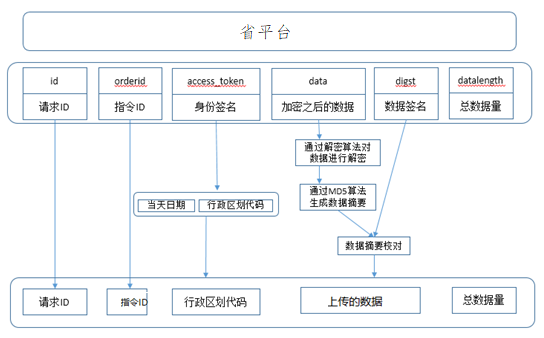 省平台
id orderid access_token data digst datalength
请求ID 指令ID 身份签名 加密之后的数据 数据签名 总数据量
通过解密算法对
数据进行解密
通过MD5算法
生成数据摘要
当天日期 行政区划代码
数据摘要核对
请求ID 指令ID 行政区划代码 上传的数据 总数据量